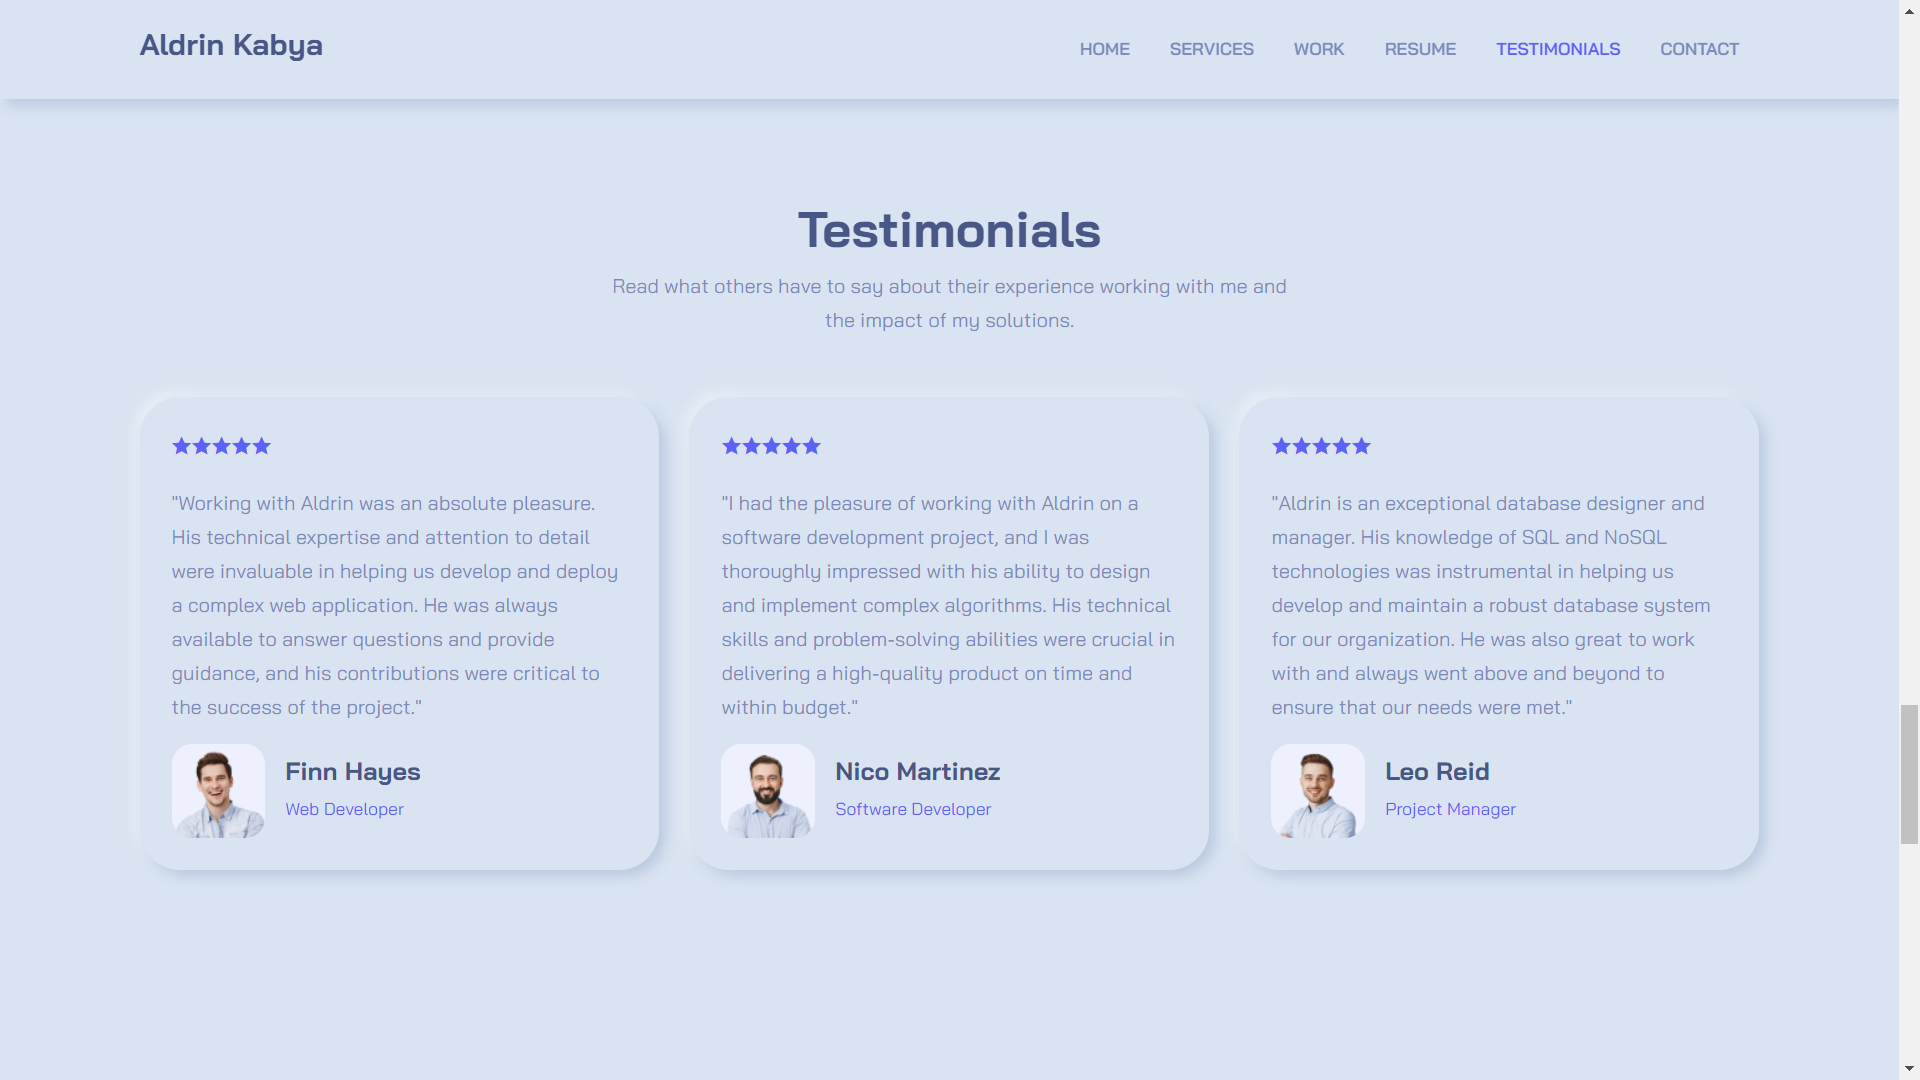 Aldrin Kabya
HOME SERVICES WORK RESUME TESTIMONIALS CONTACT
Testimonials
Read what others have to say about their experience working with me and
the impact of my solutions.
"Working with Aldrin was an absolute pleasure.
His technical expertise and attention to detail
were invaluable in helping us develop and deploy
a complex web application. He was always
available to answer questions and provide
guidance, and his contributions were critical to
the success of the project."
Finn Hayes
Web Developer
"I had the pleasure of working with Aldrin on a
software development project, and I was
thoroughly impressed with his ability to design
and implement complex algorithms. His technical
skills and problem-solving abilities were crucial in
delivering a high-quality product on time and
within budget."
Nico Martinez
Software Developer
"Aldrin is an exceptional database designer and
manager. His knowledge of SQL and NoSQL
technologies was instrumental in helping us
develop and maintain a robust database system
for our organization. He was also great to work
with and always went above and beyond to
ensure that our needs were met."
Leo Reid
Project Manager